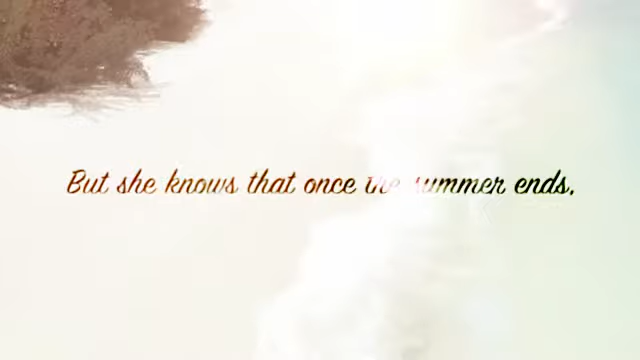 But she knows that once the summer ends,